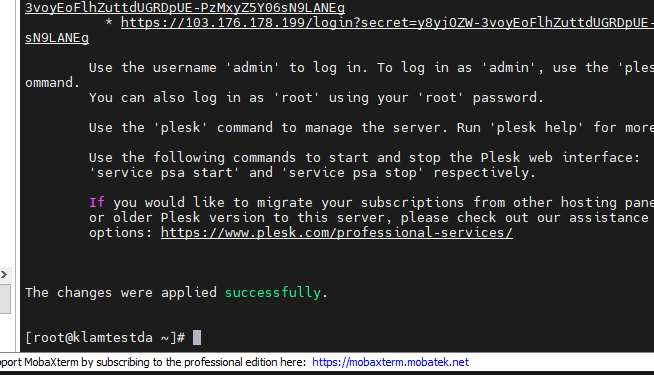 3voyEoFlhZuttdUGRDpUE-PzMxyZ5Y06sN9LANEg
* https://103.176.178.199/login?secret=y8yjOZW-3voyEoFlhZuttdUGRDpUE-
sN9LANEg
Use the username 'admin' to log in. To log in as 'admin', use the 'ples
ommand.
You can also log in as 'root' using your 'root' password.
Use the 'plesk' command to manage the server. Run 'plesk help' for more
Use the following commands to start and stop the Plesk web interface:
'service psa start' and 'service psa stop' respectively.
If you would like to migrate your subscriptions from other hosting pane
or older Plesk version to this server, please check out our assistance
options: https://www.plesk.com/professional-services/
The changes were applied successfully.
[root@klamtestda ~]#
pport MobaXterm by subscribing to the professional edition here: https://mobaxterm.mobatek.net